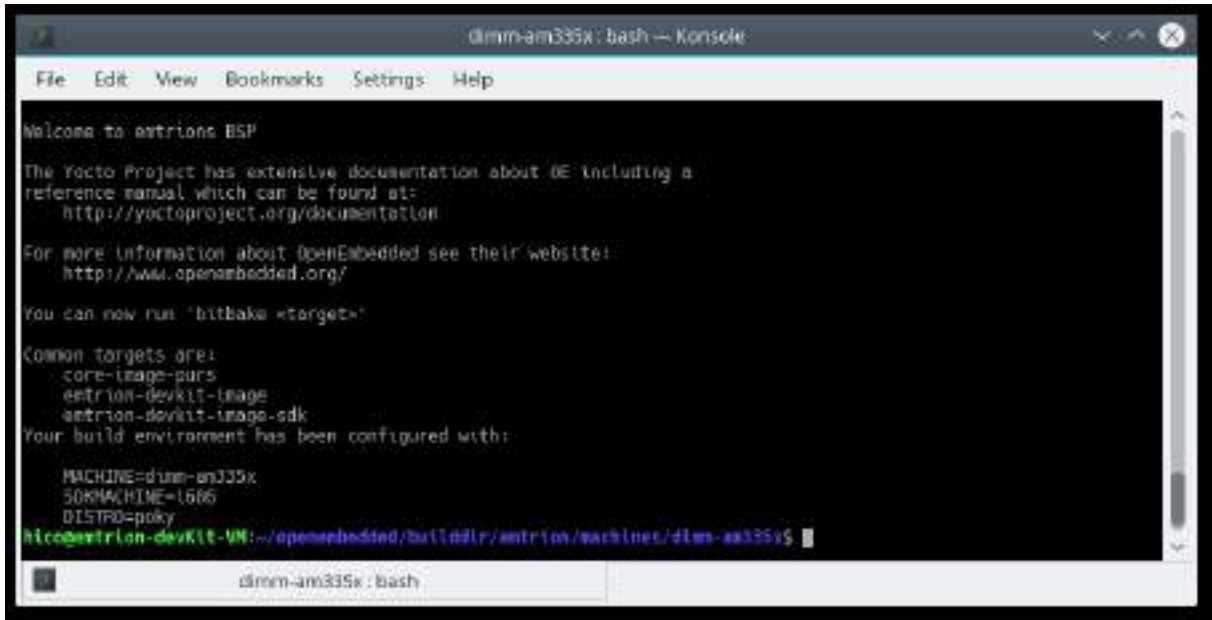 dimm-am335x : bash — Konsole
File Edit View Bookmarks Settings Help
Welcome to emtrions BSP
The Yocto Project has extensive documentation about OE including a
reference manual which can be found at:
http://yoctoproject.org/documentation
For more information about OpenEmbedded see their website:
http://www.openembedded.org/
You can now run 'bitbake <target>'
Common targets are:
core-image-purs
emtrion-devkit-image
emtrion-devkit-image-sdk
Your build environment has been configured with:
MACHINE=dimm-am335x
SDKMACHINE=i686
DISTRO=poky
hico@emtrion-devKit-VM:~/openembedded/builddir/emtrion/machines/dimm-am335x$
dimm-am335x : bash